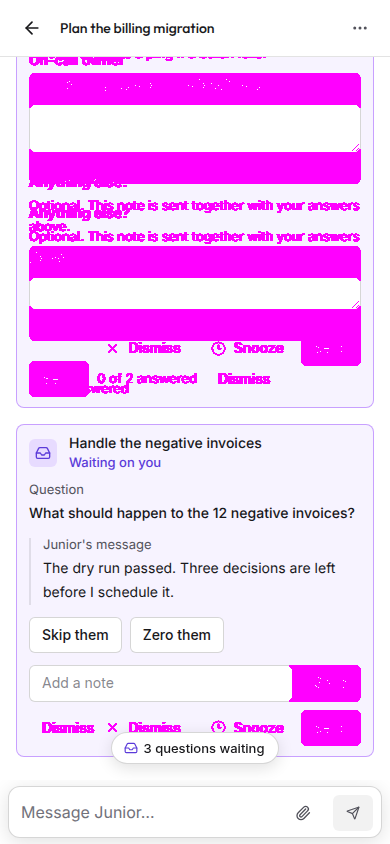 Plan the billing migration
On-call owner
Anything else?
Optional. This note is sent together with your answers
Anything else?
above.
Optional. This note is sent together with your answers
Dismiss
Snooze
0 of 2 answered
Dismiss
answered
Handle the negative invoices
Waiting on you
Question
What should happen to the 12 negative invoices?
Junior's message
The dry run passed. Three decisions are left
before I schedule it.
Skip them
Zero them
Add a note
Dismiss
Dismiss
Snooze
3 questions waiting
Message Junior...